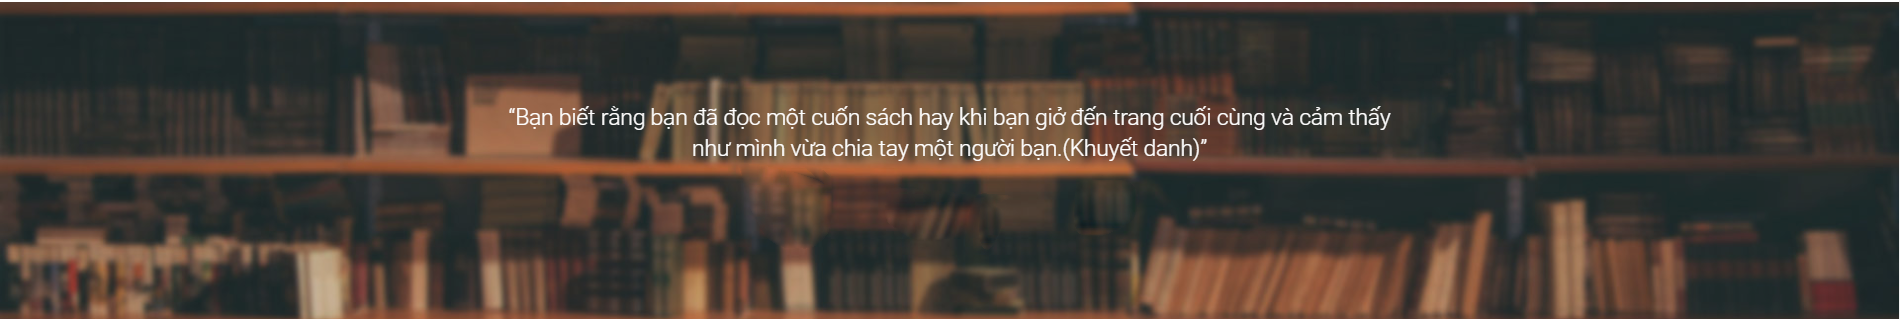 “Bạn biết rằng bạn đã đọc một cuốn sách hay khi bạn giở đến trang cuối cùng và cảm thấy
như mình vừa chia tay một người bạn.(Khuyết danh)”